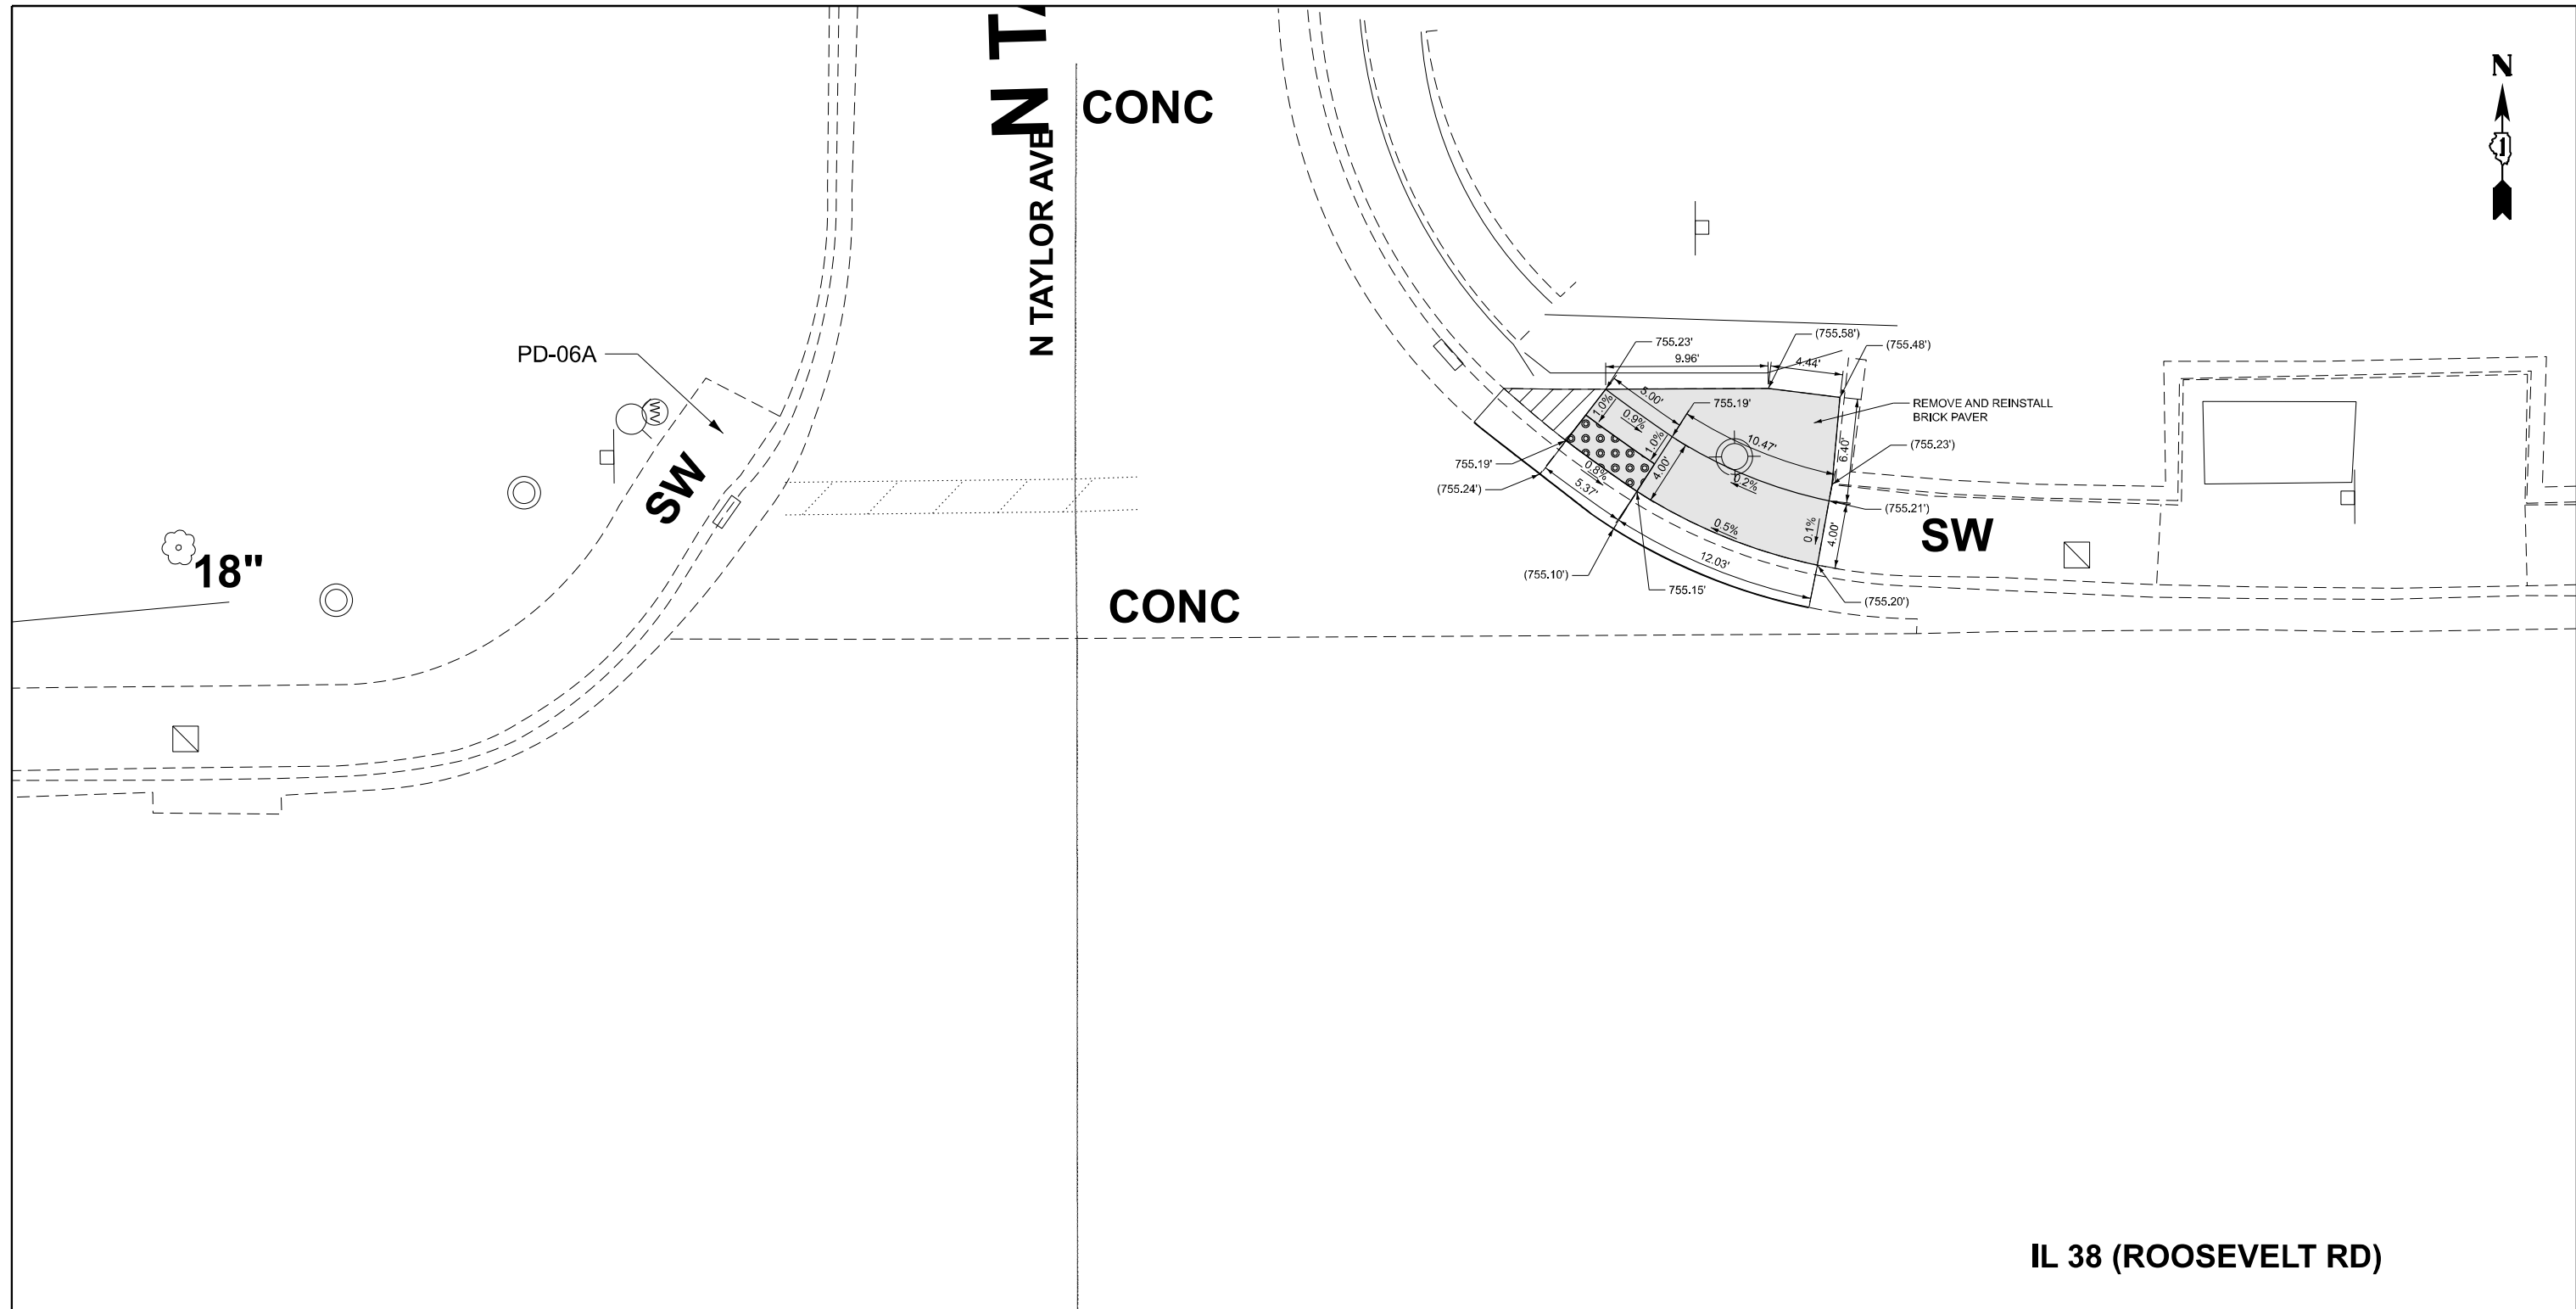 N TA
CONC
N TAYLOR AVE
N
1
PD-06A
WV
SW
18"
CONC
755.23'
(755.58')
(755.48')
9.96'
4.44'
5.00'
755.19'
REMOVE AND REINSTALL
BRICK PAVER
1.0%
0.9%
1.0%
10.47'
6.40'
(755.23')
755.19'
(755.24')
0.8%
4.00'
0.2%
5.37'
(755.21')
SW
0.5%
0.1%
4.00'
12.03'
(755.10')
755.15'
(755.20')
IL 38 (ROOSEVELT RD)